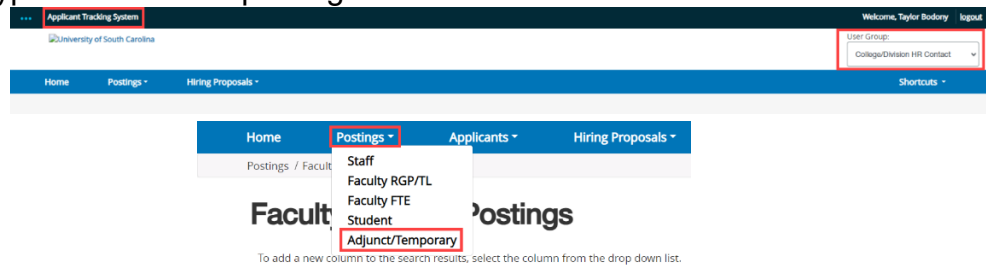 Applicant Tracking System
Welcome, Taylor Bodony logout
University of South Carolina
User Group:
College/Division HR Contact
Home Postings Hiring Proposals Shortcuts
Home Postings Applicants Hiring Proposals
Postings / Facult
Staff
Faculty RGP/TL
Faculty FTE
Student
Adjunct/Temporary
Faculty Postings
To add a new column to the search results, select the column from the drop down list.